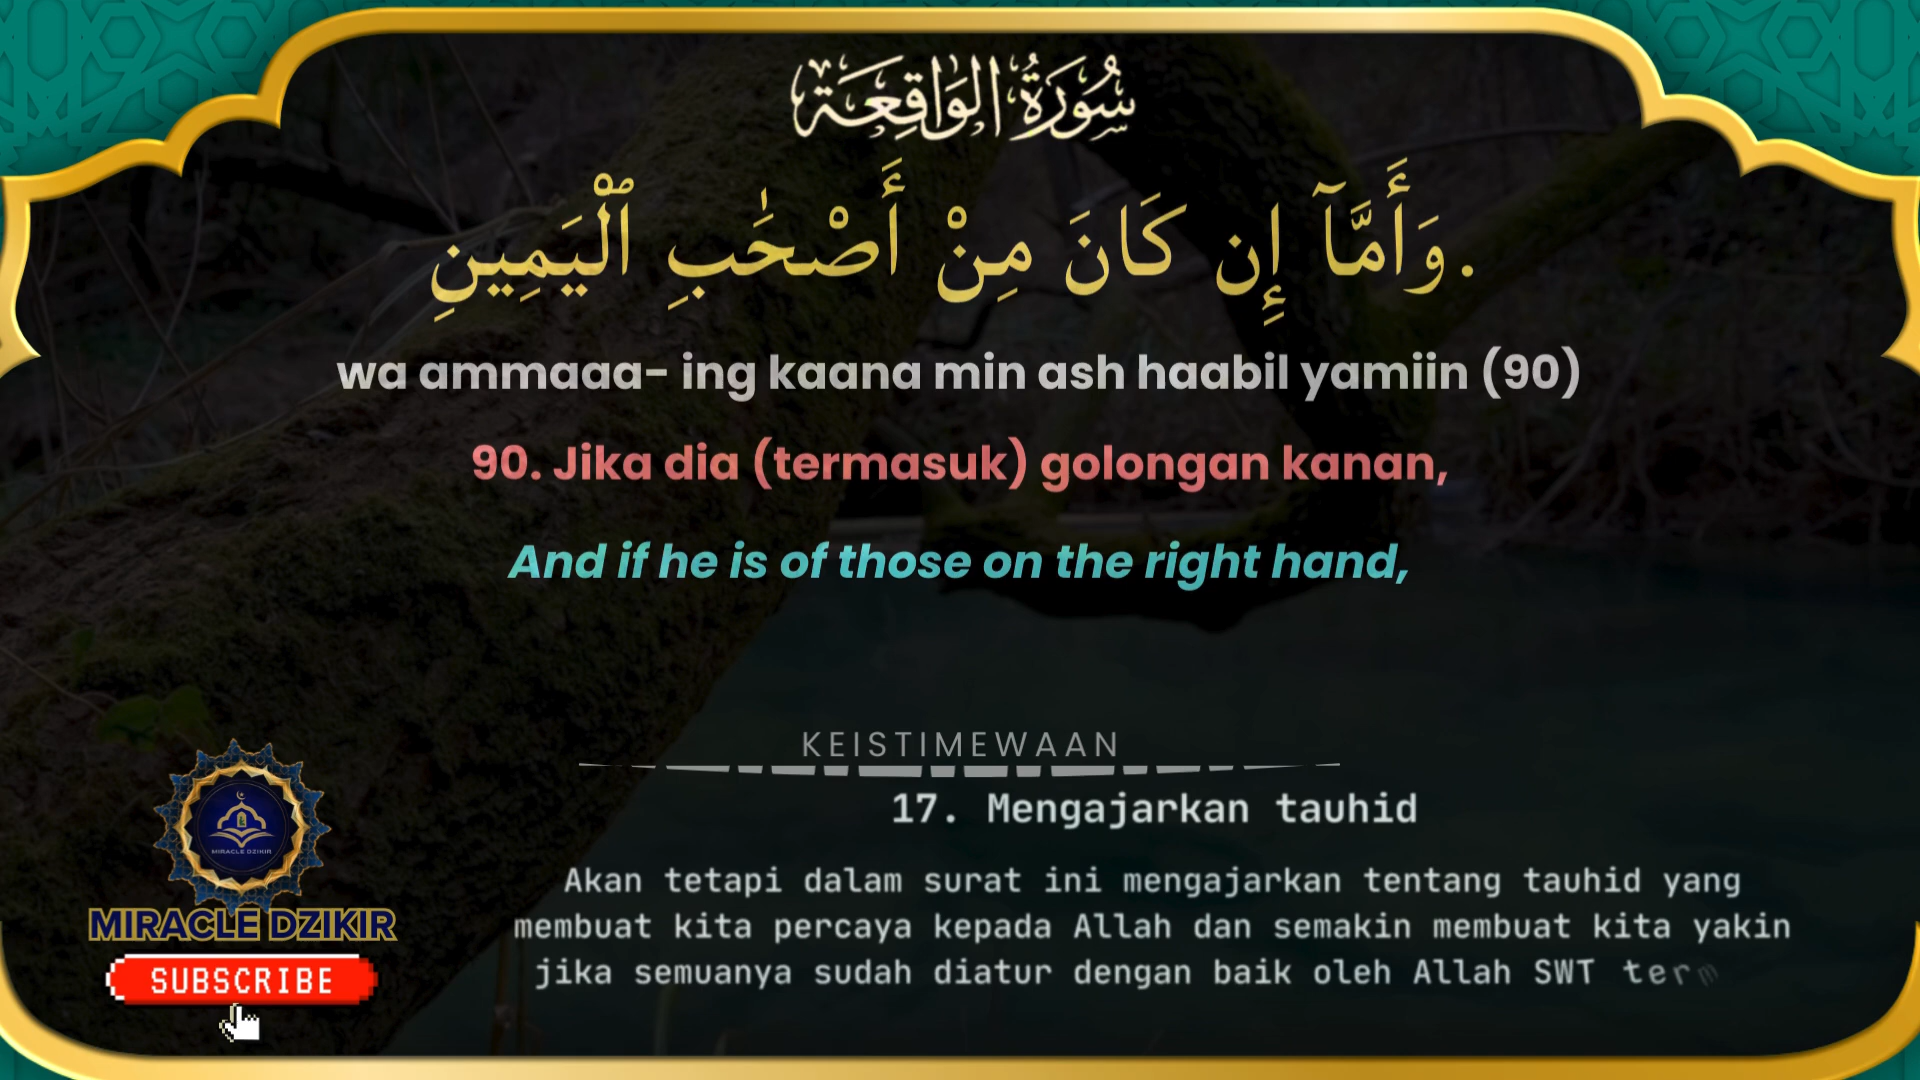 سُورَةُ الوَاقِعَة
وَأَمَّآ إِن كَانَ مِنْ أَصْحَٰبِ ٱلْيَمِينِ.
wa ammaaa- ing kaana min ash haabil yamiin (90)
90. Jika dia (termasuk) golongan kanan,
And if he is of those on the right hand,
KEISTIMEWAAN
17. Mengajarkan tauhid
Akan tetapi dalam surat ini mengajarkan tentang tauhid yang
membuat kita percaya kepada Allah dan semakin membuat kita yakin
jika semuanya sudah diatur dengan baik oleh Allah SWT term
MIRACLE DZIKIR
MIRACLE DZIKIR
SUBSCRIBE